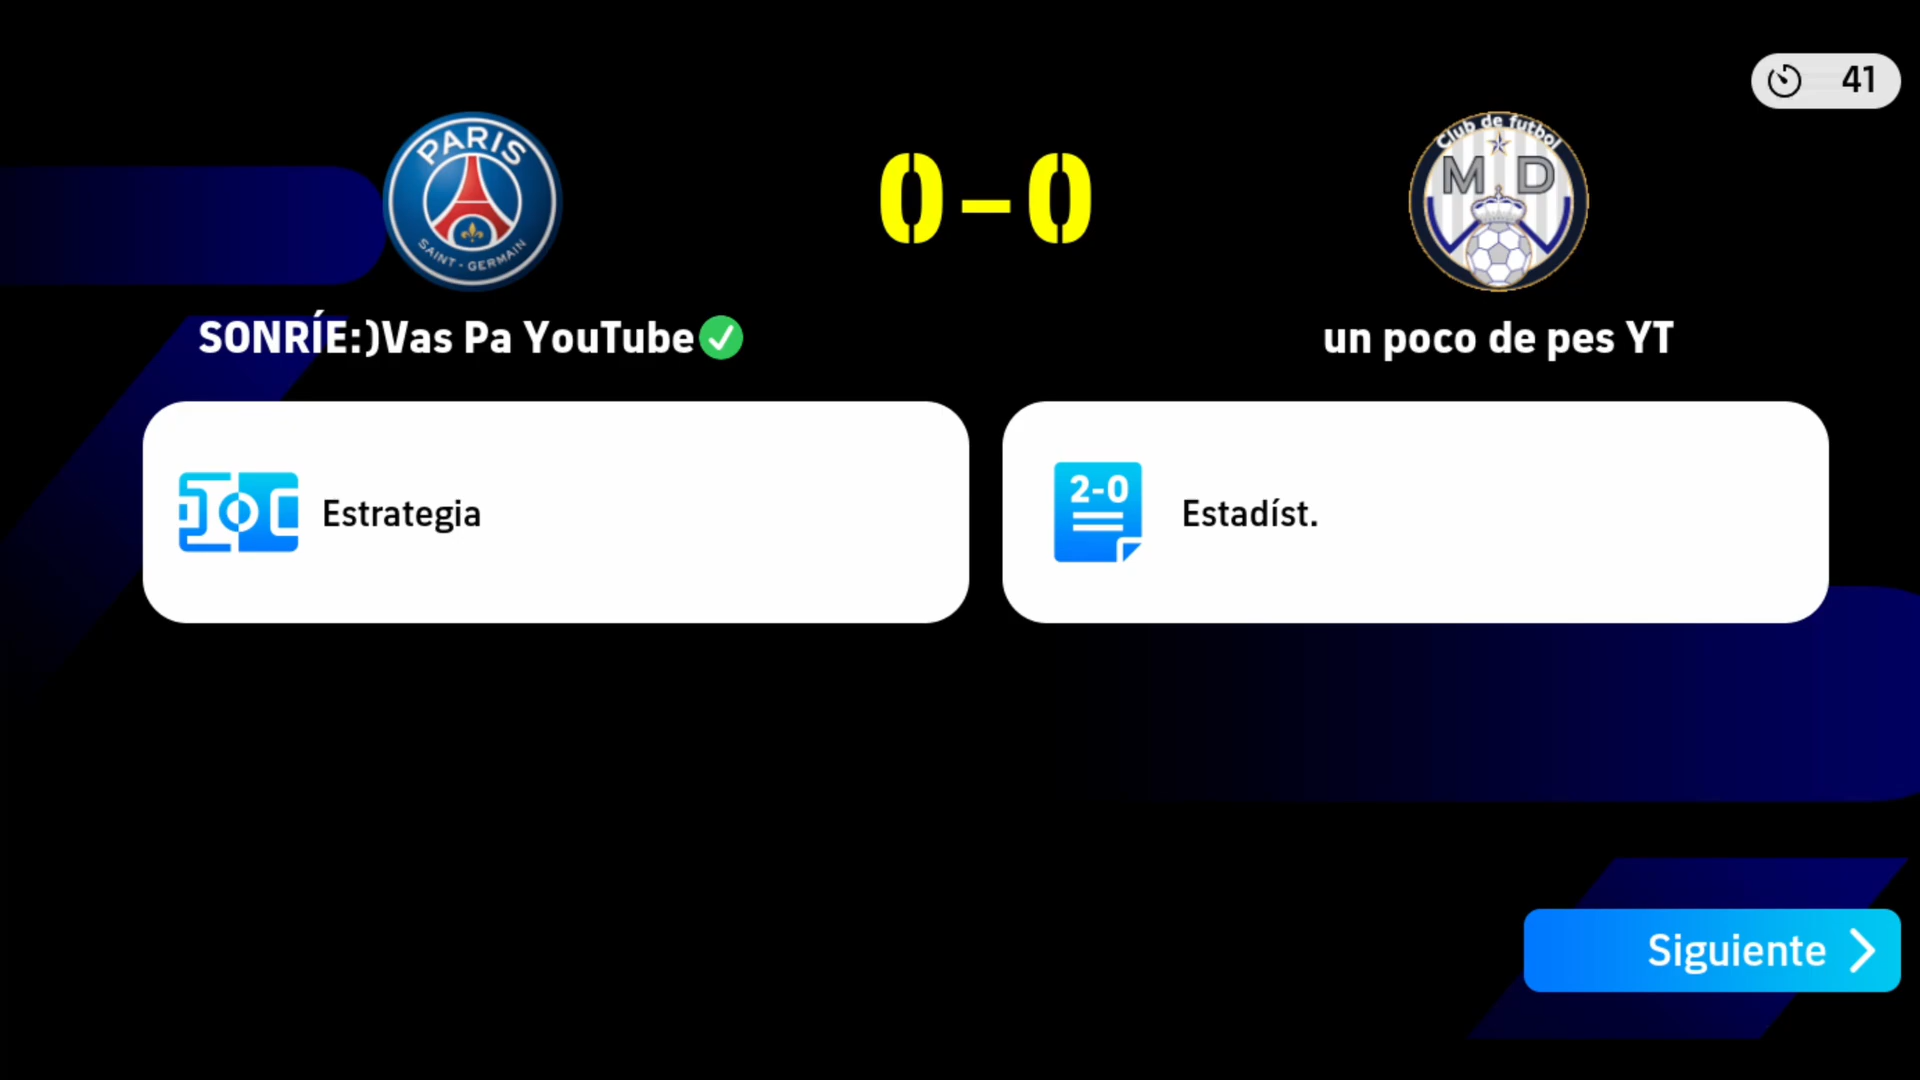 41
PARIS
SAINT-GERMAIN
0-0
Club de futbol
M D
SONRÍE:)Vas Pa YouTube
un poco de pes YT
Estrategia
2-0
Estadíst.
Siguiente